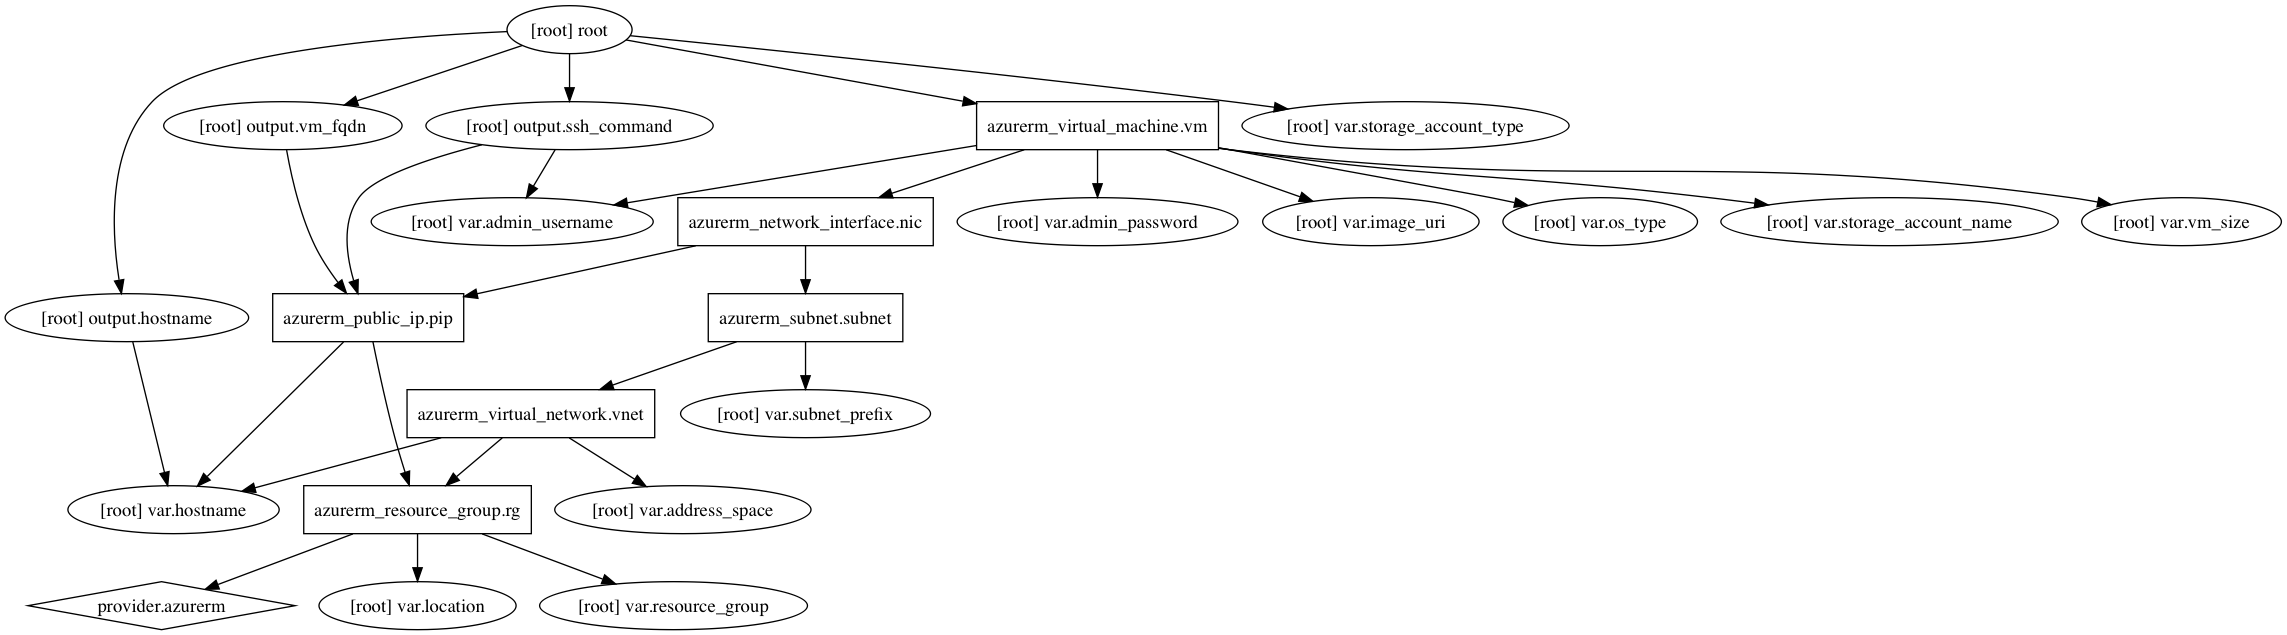 [root] root
[root] output.vm_fqdn
[root] output.ssh_command
azurerm_virtual_machine.vm
[root] var.storage_account_type
[root] var.admin_username
azurerm_network_interface.nic
[root] var.admin_password
[root] var.image_uri
[root] var.os_type
[root] var.storage_account_name
[root] var.vm_size
[root] output.hostname
azurerm_public_ip.pip
azurerm_subnet.subnet
azurerm_virtual_network.vnet
[root] var.subnet_prefix
[root] var.hostname
azurerm_resource_group.rg
[root] var.address_space
provider.azurerm
[root] var.location
[root] var.resource_group